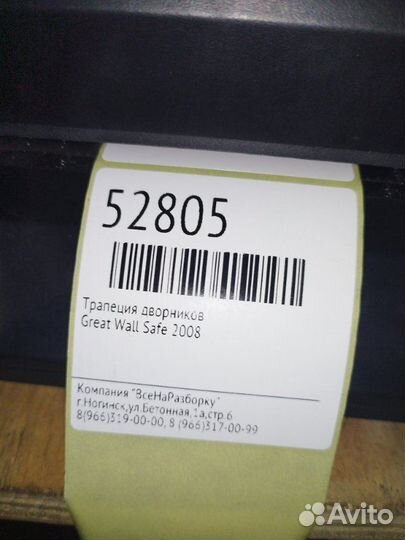 52805
Трапеция дворников
Great Wall Safe 2008
Компания "ВсеНаРазборку"
г.Ногинск,ул.Бетонная,1а,стр.6
8(966)319-00-00, 8 (966)317-00-99
Avito